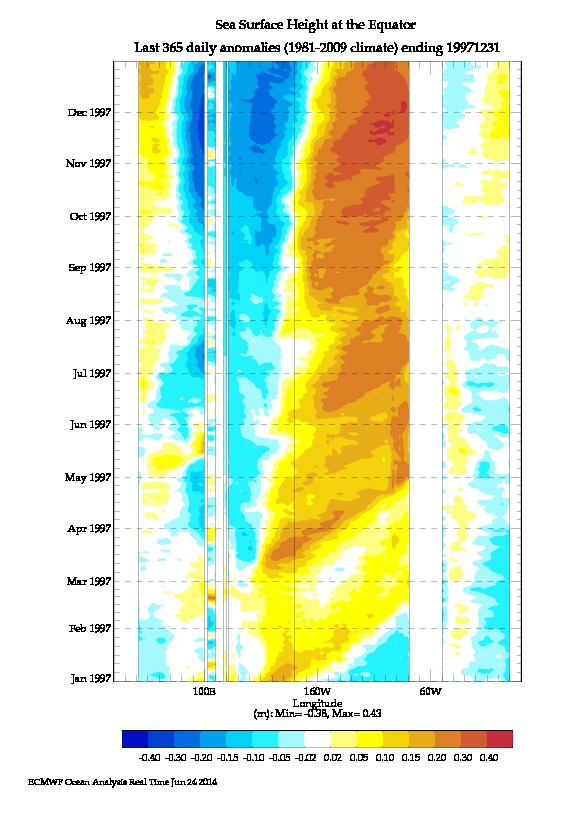 Sea Surface Height at the Equator
Last 365 daily anomalies (1981-2009 climate) ending 19971231
Dec 1997
Nov 1997
Oct 1997
Sep 1997
Aug 1997
Jul 1997
Jun 1997
May 1997
Apr 1997
Mar 1997
Feb 1997
Jan 1997
100E 160W 60W
Longitude
(m): Min= -0.38, Max= 0.43
-0.40 -0.30 -0.20 -0.15 -0.10 -0.05 -0.02 0.02 0.05 0.10 0.15 0.20 0.30 0.40
ECMWF Ocean Analysis Real Time Jun 24 2014